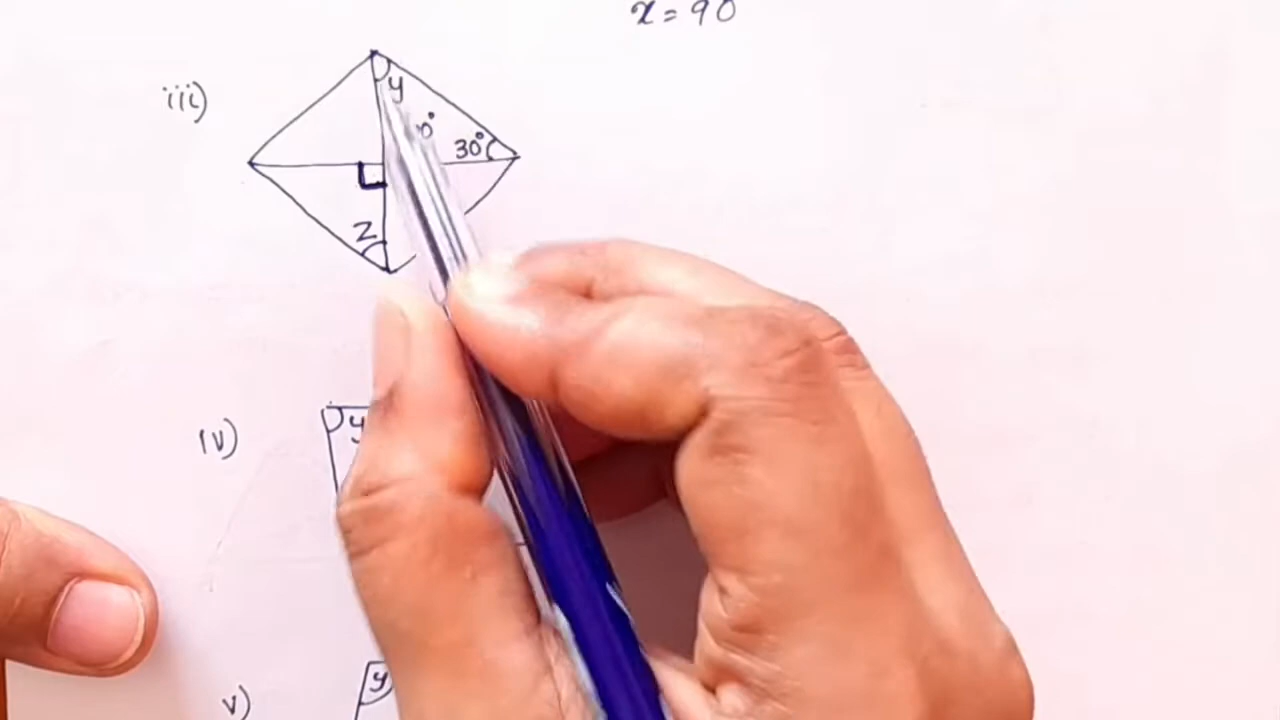 x = 90
iii)
y
30°
z
iv)
y
v)
y